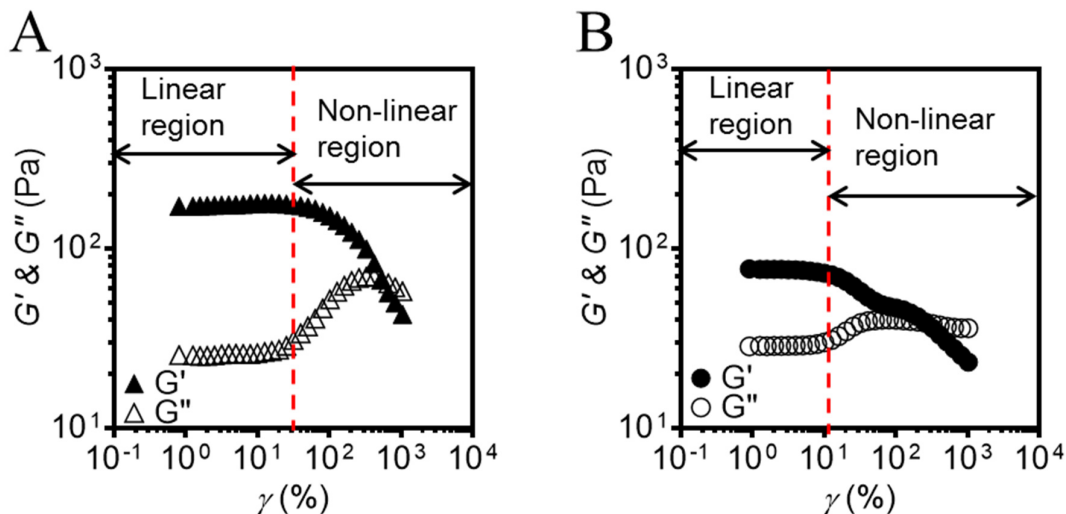 A
10³
Linear
region
Non-linear
region
G' & G" (Pa)
10²
▲ G'
△ G"
10¹
10⁻¹ 10⁰ 10¹ 10² 10³ 10⁴
γ (%)
B
10³
Linear
region
Non-linear
region
G' & G" (Pa)
10²
● G'
○ G"
10¹
10⁻¹ 10⁰ 10¹ 10² 10³ 10⁴
γ (%)